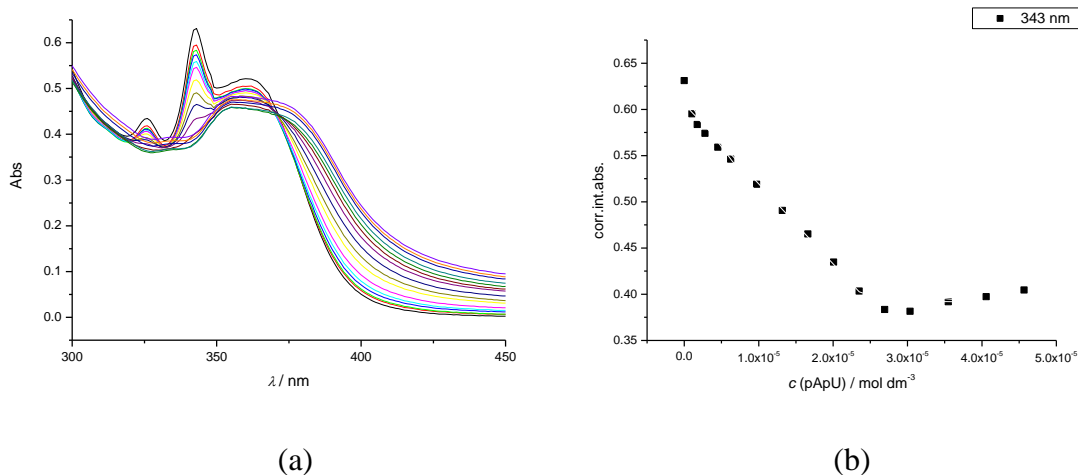 343 nm
0.6
0.5
0.4
0.3
0.2
0.1
0.0
Abs
300 350 400 450
λ / nm
0.65
0.60
0.55
0.50
0.45
0.40
0.35
corr.int.abs.
0.0 1.0x10⁻⁵ 2.0x10⁻⁵ 3.0x10⁻⁵ 4.0x10⁻⁵ 5.0x10⁻⁵
c (pApU) / mol dm⁻³
(a) (b)